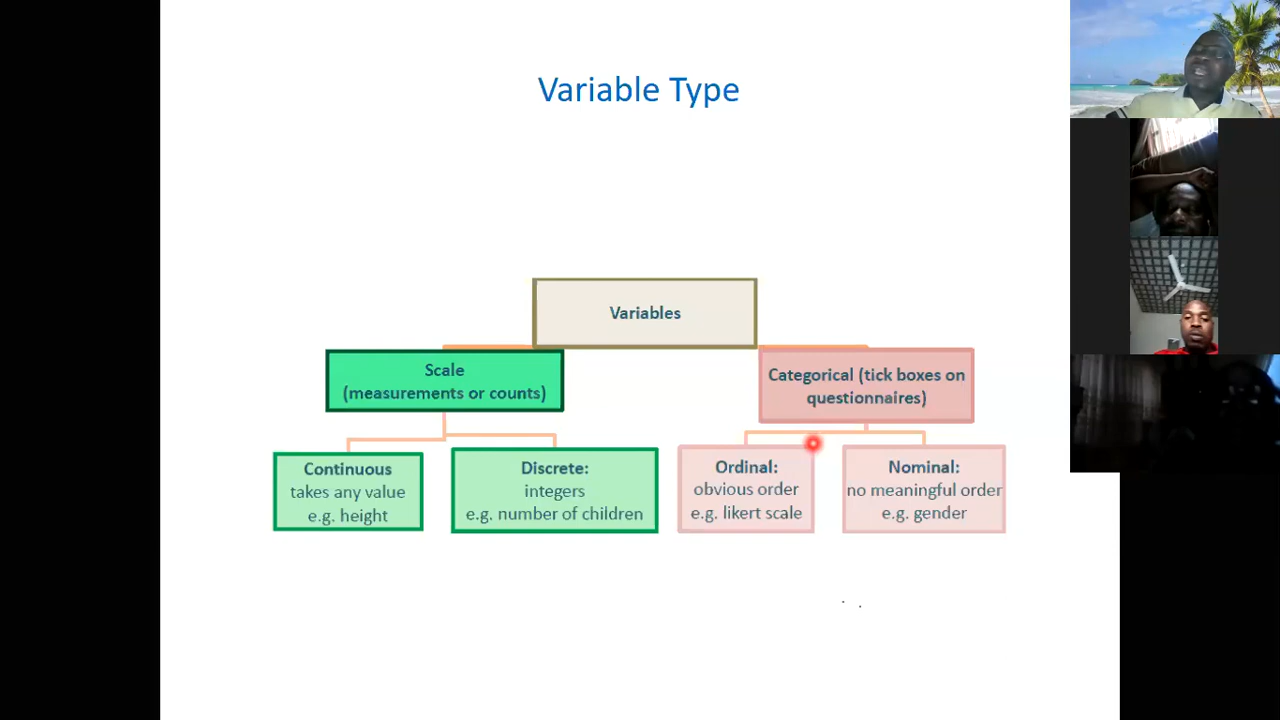 Variable Type
Variables
Scale
(measurements or counts)
Categorical (tick boxes on
questionnaires)
Continuous
takes any value
e.g. height
Discrete:
integers
e.g. number of children
Ordinal:
obvious order
e.g. likert scale
Nominal:
no meaningful order
e.g. gender